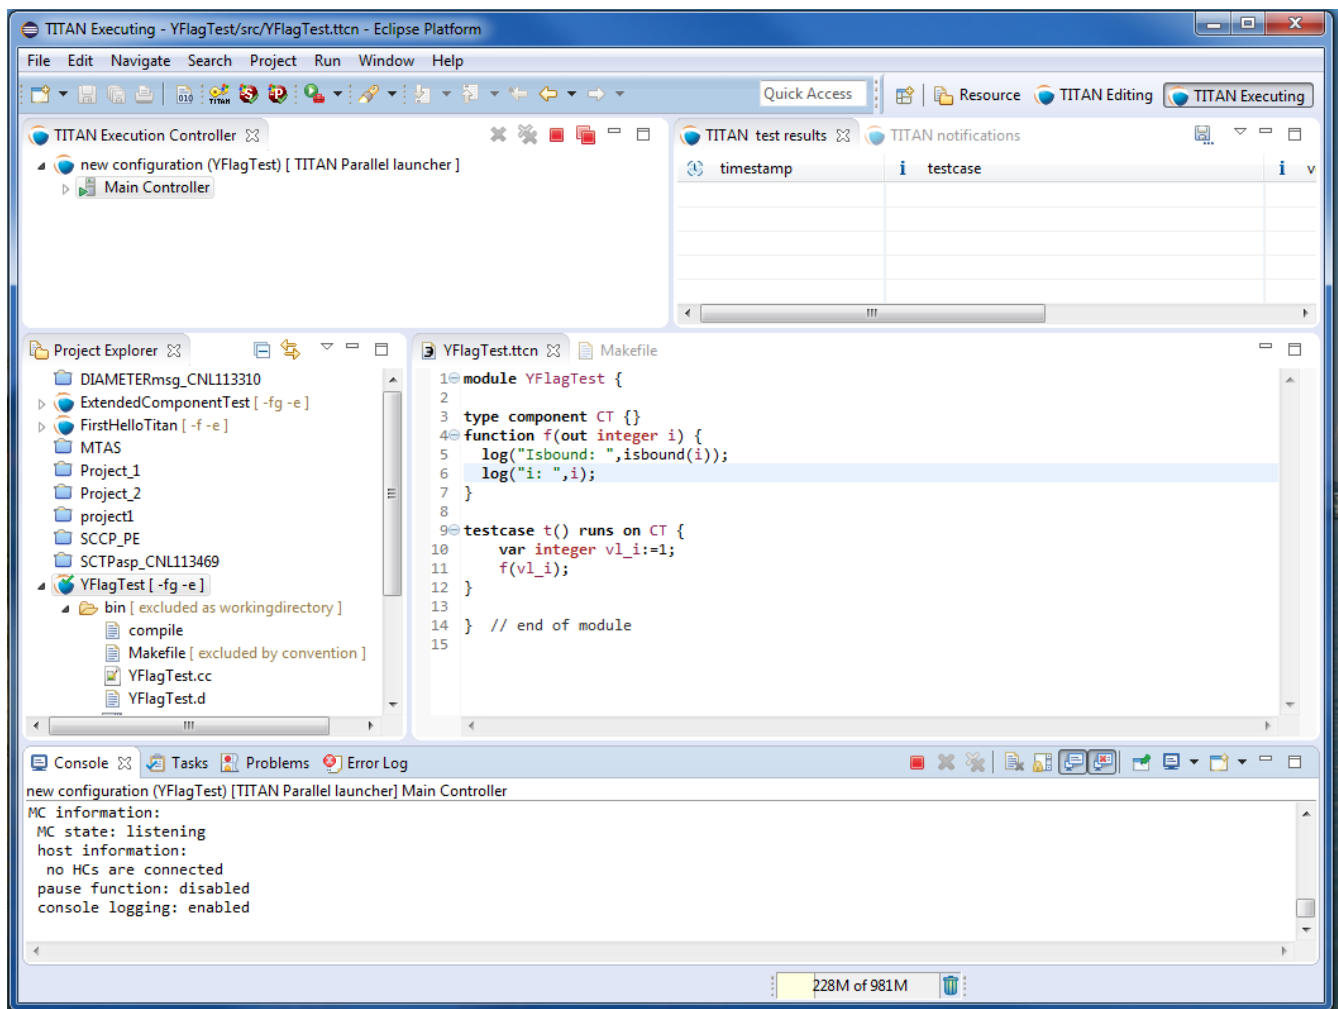 TITAN Executing - YFlagTest/src/YFlagTest.ttcn - Eclipse Platform
File Edit Navigate Search Project Run Window Help
Quick Access
Resource
TITAN Editing
TITAN Executing
TITAN Execution Controller
new configuration (YFlagTest) [ TITAN Parallel launcher ]
Main Controller
TITAN test results
TITAN notifications
timestamp
i testcase
i v
Project Explorer
DIAMETERmsg_CNL113310
ExtendedComponentTest [ -fg -e ]
FirstHelloTitan [ -f -e ]
MTAS
Project_1
Project_2
project1
SCCP_PE
SCTPasp_CNL113469
YFlagTest [ -fg -e ]
bin [ excluded as workingdirectory ]
compile
Makefile [ excluded by convention ]
YFlagTest.cc
YFlagTest.d
YFlagTest.ttcn
Makefile
1 module YFlagTest {
2
3 type component CT {}
4 function f(out integer i) {
5 log("Isbound: ",isbound(i));
6 log("i: ",i);
7 }
8
9 testcase t() runs on CT {
10 var integer vl_i:=1;
11 f(vl_i);
12 }
13
14 } // end of module
15
Console
Tasks
Problems
Error Log
new configuration (YFlagTest) [TITAN Parallel launcher] Main Controller
MC information:
MC state: listening
host information:
no HCs are connected
pause function: disabled
console logging: enabled
228M of 981M